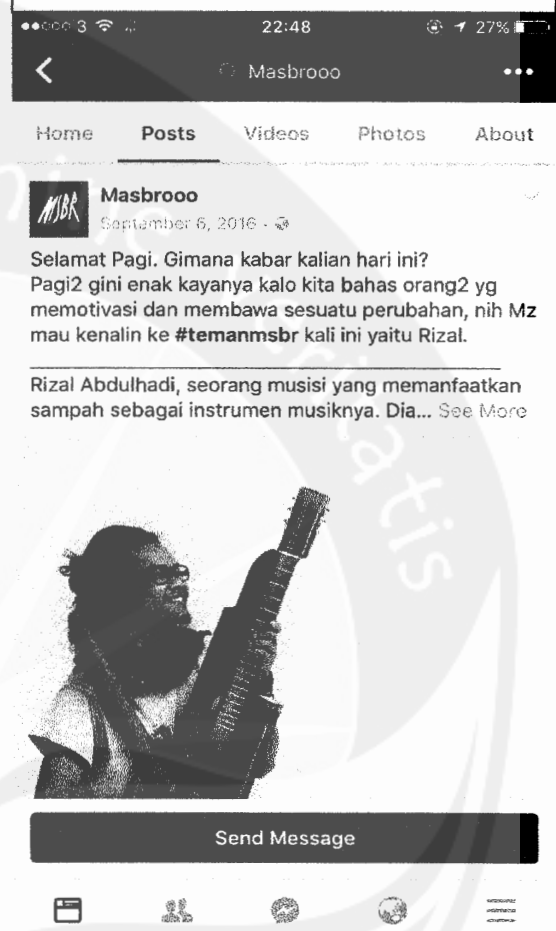 3 22:48 27%
Masbrooo
Home Posts Videos Photos About
MSBR
Masbrooo
September 6, 2016
Selamat Pagi. Gimana kabar kalian hari ini?
Pagi2 gini enak kayanya kalo kita bahas orang2 yg
memotivasi dan membawa sesuatu perubahan, nih Mz
mau kenalin ke #temanmsbr kali ini yaitu Rizal.
Rizal Abdulhadi, seorang musisi yang memanfaatkan
sampah sebagai instrumen musiknya. Dia... See More
Send Message